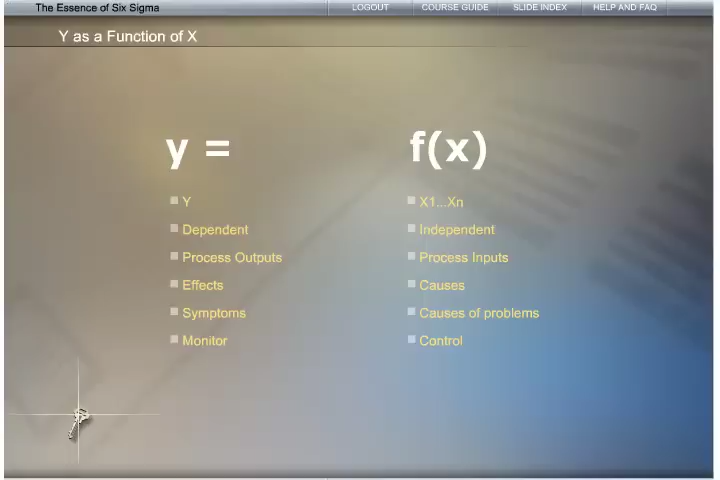 The Essence of Six Sigma
LOGOUT
COURSE GUIDE
SLIDE INDEX
HELP AND FAQ
Y as a Function of X
y =
Y
Dependent
Process Outputs
Effects
Symptoms
Monitor
f(x)
X1...Xn
Independent
Process Inputs
Causes
Causes of problems
Control